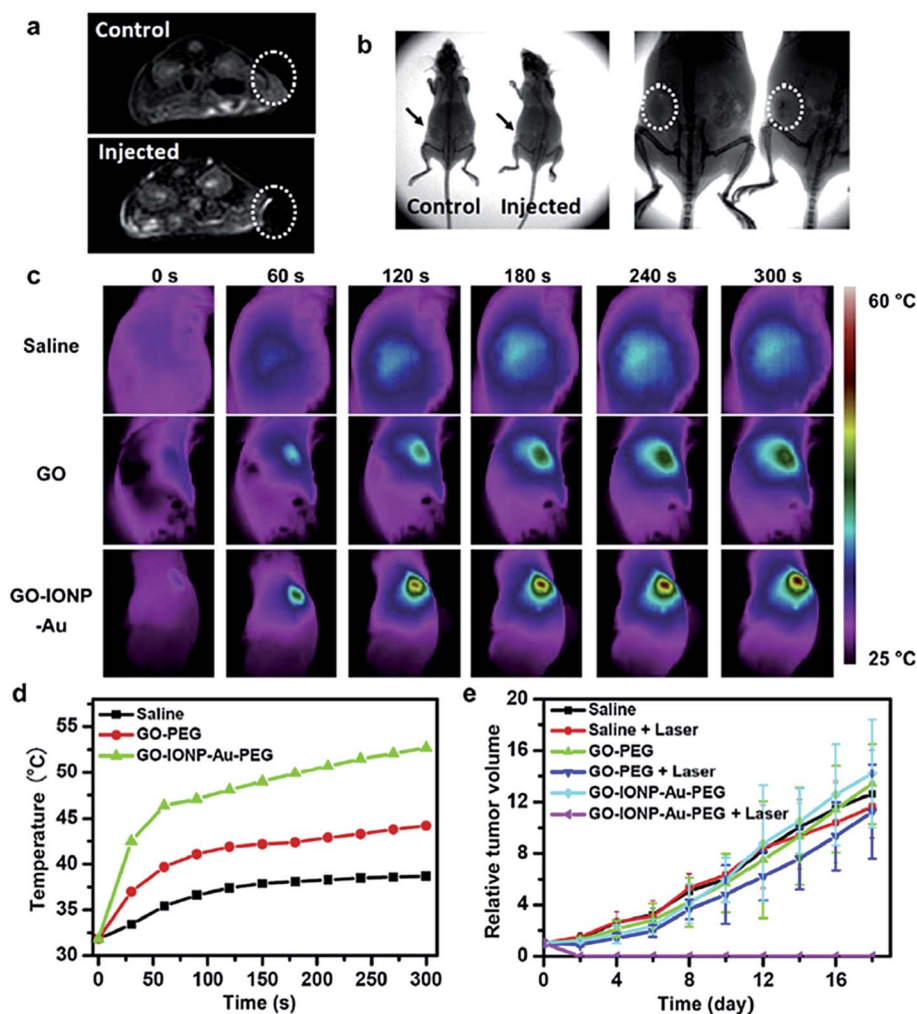 a
Control
Injected
b
Control Injected
c
0 s 60 s 120 s 180 s 240 s 300 s
Saline
GO
GO-IONP
-Au
60 °C
25 °C
d
Saline
GO-PEG
GO-IONP-Au-PEG
Temperature (°C)
55
50
45
40
35
30
0 50 100 150 200 250 300
Time (s)
e
Saline
Saline + Laser
GO-PEG
GO-PEG + Laser
GO-IONP-Au-PEG
GO-IONP-Au-PEG + Laser
Relative tumor volume
20
16
12
8
4
0
0 4 8 12 16
Time (day)